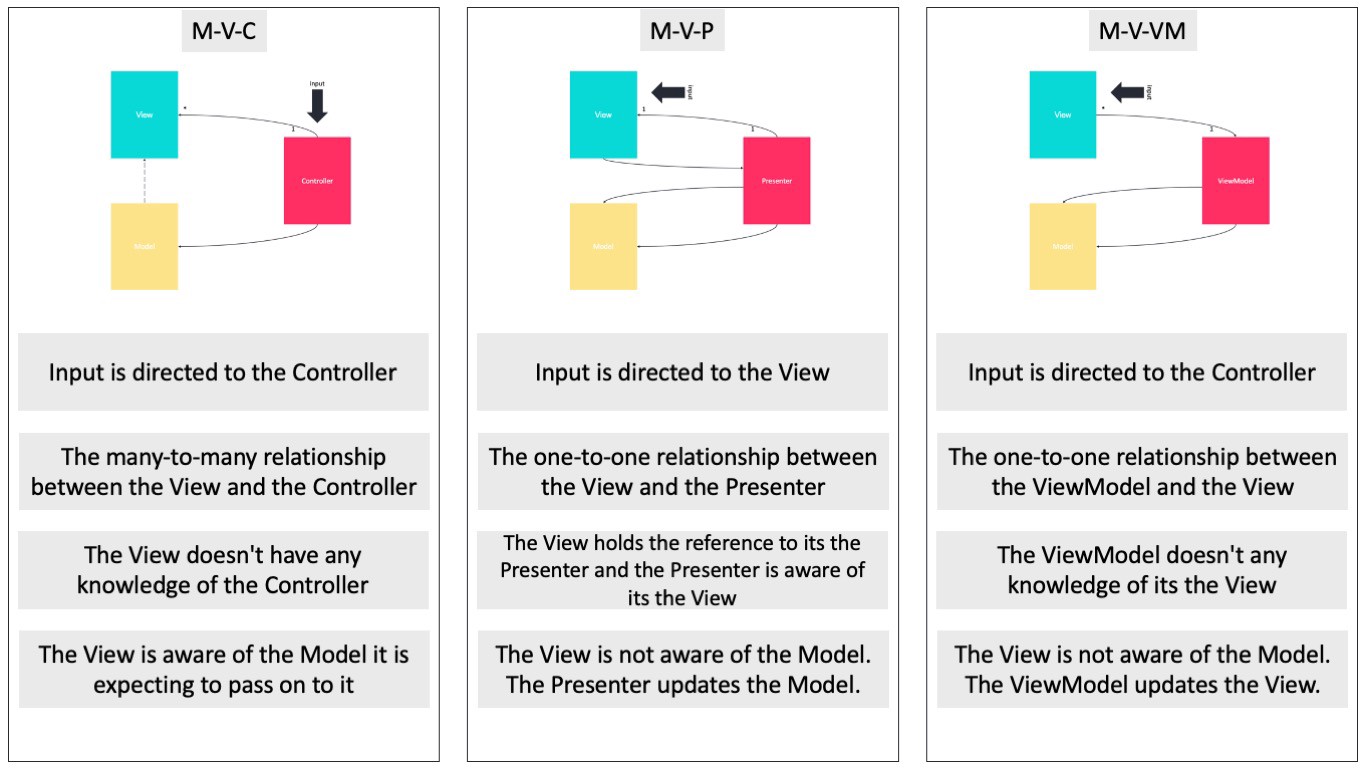 M-V-C
input
View
*
1
Controller
Model
Input is directed to the Controller
The many-to-many relationship
between the View and the Controller
The View doesn't have any
knowledge of the Controller
The View is aware of the Model it is
expecting to pass on to it
M-V-P
input
View
1
1
Presenter
Model
Input is directed to the View
The one-to-one relationship between
the View and the Presenter
The View holds the reference to its the
Presenter and the Presenter is aware of
its the View
The View is not aware of the Model.
The Presenter updates the Model.
M-V-VM
input
View
*
1
ViewModel
Model
Input is directed to the Controller
The one-to-one relationship between
the ViewModel and the View
The ViewModel doesn't any
knowledge of its the View
The View is not aware of the Model.
The ViewModel updates the View.